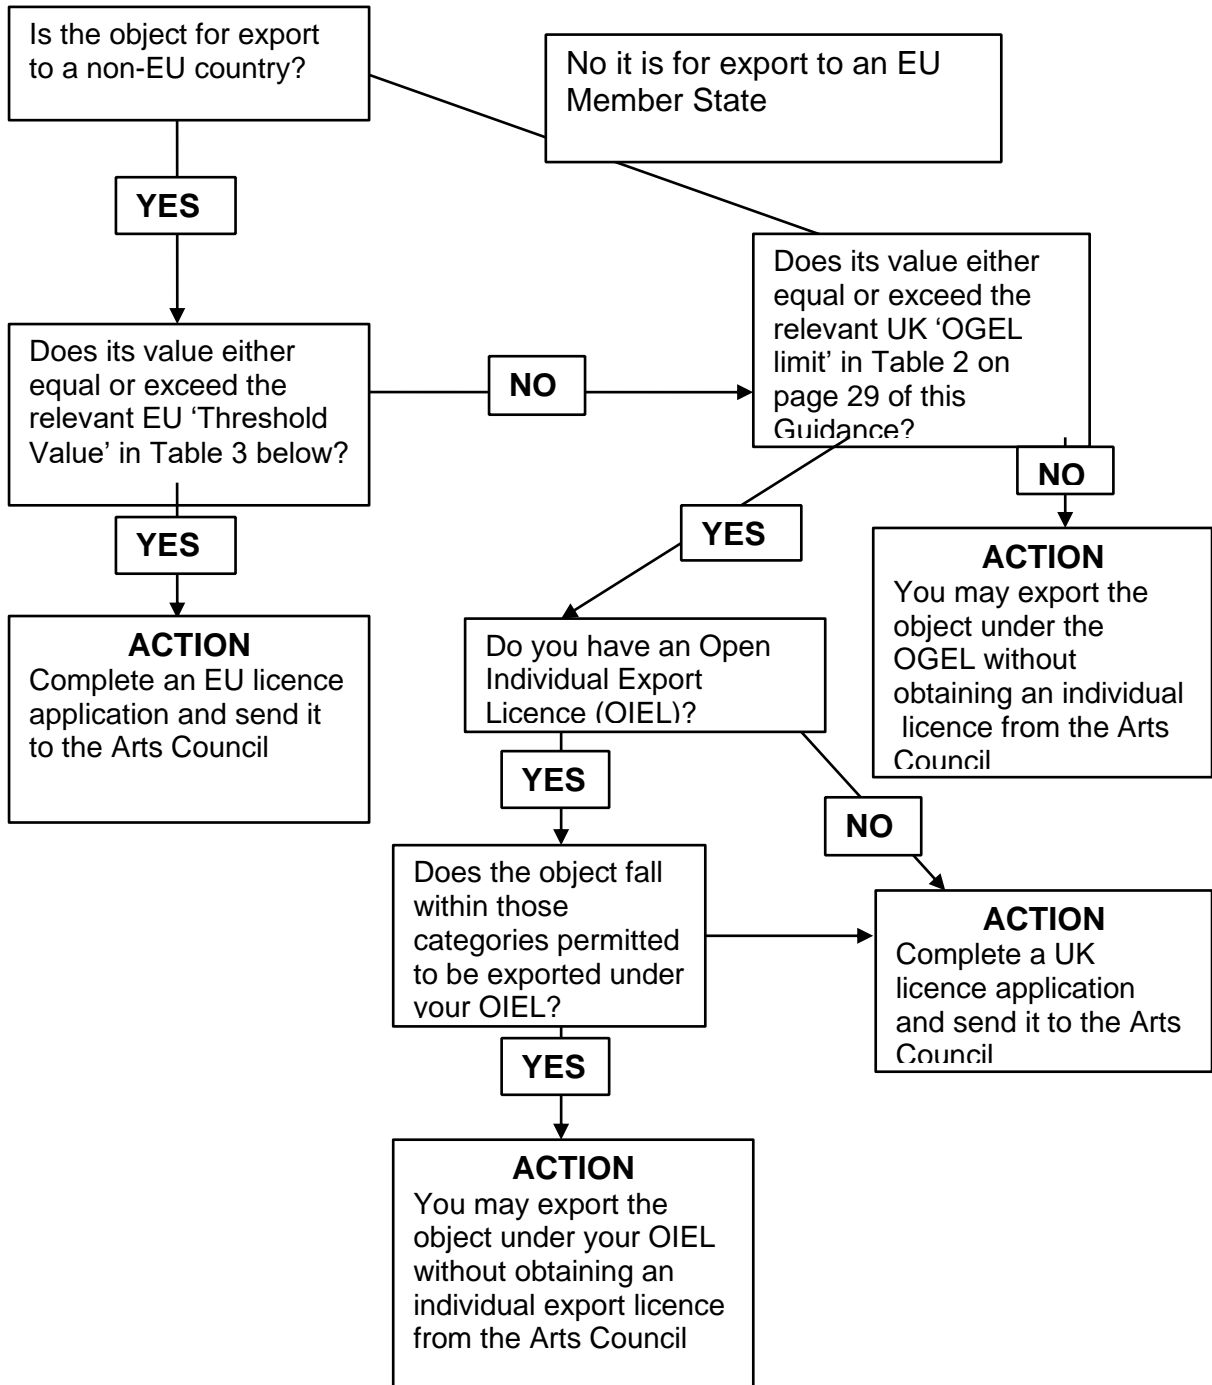 Is the object for export
to a non-EU country?
No it is for export to an EU
Member State
YES
Does its value either
equal or exceed the
relevant UK ‘OGEL
limit’ in Table 2 on
page 29 of this
Guidance?
Does its value either
equal or exceed the
relevant EU ‘Threshold
Value’ in Table 3 below?
NO
NO
YES
YES
ACTION
You may export the
object under the
OGEL without
obtaining an individual
licence from the Arts
Council
ACTION
Complete an EU licence
application and send it
to the Arts Council
Do you have an Open
Individual Export
Licence (OIEL)?
YES
NO
Does the object fall
within those
categories permitted
to be exported under
your OIEL?
ACTION
Complete a UK
licence application
and send it to the Arts
Council
YES
ACTION
You may export the
object under your OIEL
without obtaining an
individual export licence
from the Arts Council